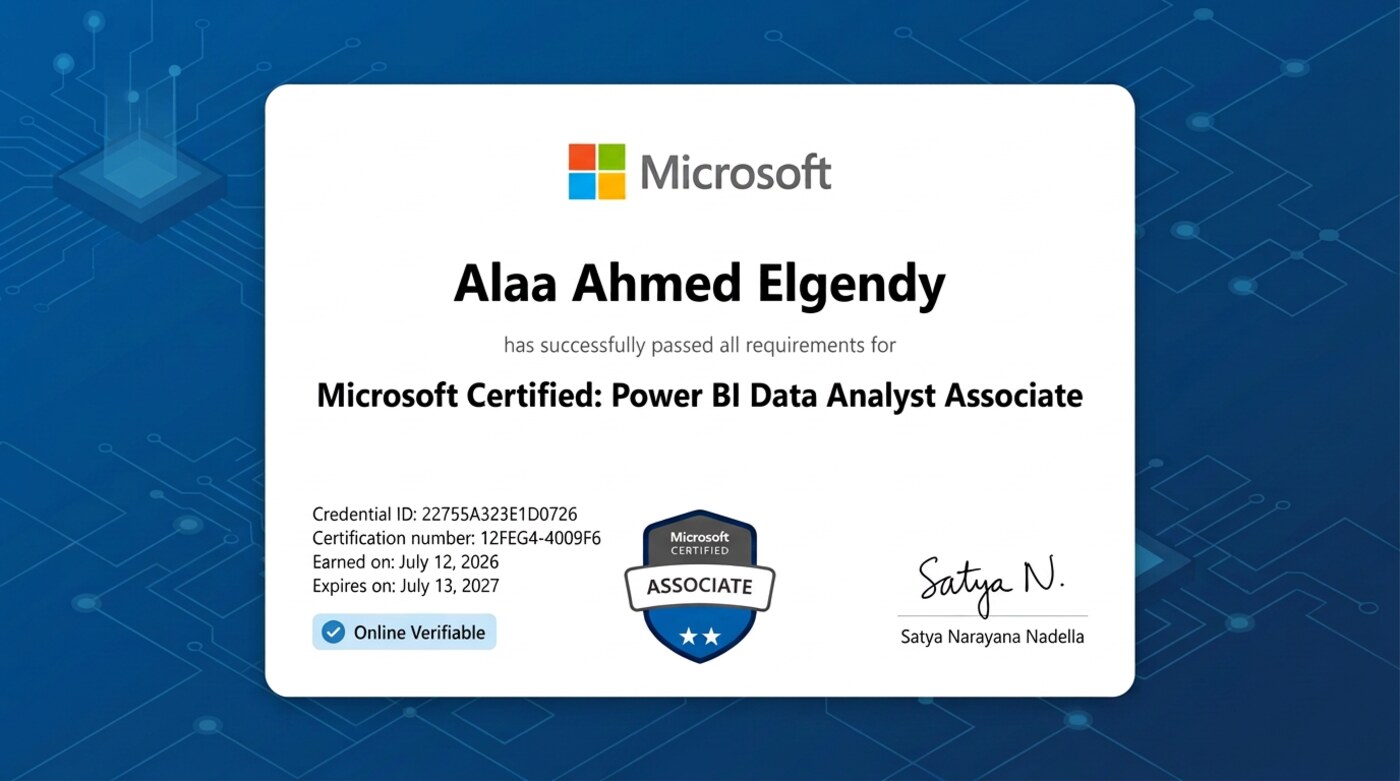 Microsoft
Alaa Ahmed Elgendy
has successfully passed all requirements for
Microsoft Certified: Power BI Data Analyst Associate
Credential ID: 22755A323E1D0726
Certification number: 12FEG4-4009F6
Earned on: July 12, 2026
Expires on: July 13, 2027
Online Verifiable
Microsoft
CERTIFIED
ASSOCIATE
Satya N.
Satya Narayana Nadella